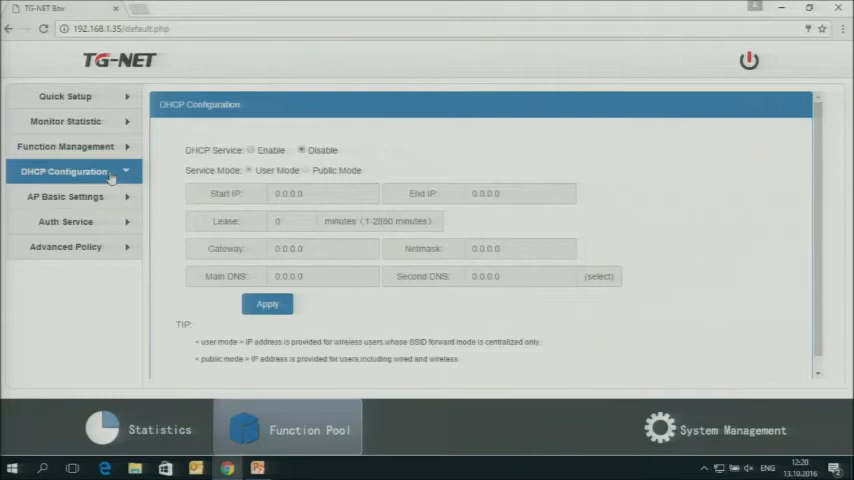 TG-NET Box
192.168.1.35/default.php
TG-NET
Quick Setup
Monitor Statistic
Function Management
DHCP Configuration
AP Basic Settings
Auth Service
Advanced Policy
DHCP Configuration
DHCP Service: Enable Disable
Service Mode: User Mode Public Mode
Start IP: 0.0.0.0 End IP: 0.0.0.0
Lease: 0 minutes (1-2880 minutes)
Gateway: 0.0.0.0 Netmask: 0.0.0.0
Main DNS: 0.0.0.0 Second DNS: 0.0.0.0 (select)
Apply
TIP:
< user mode > IP address is provided for wireless users,whose SSID forward mode is centralized only.
< public mode > IP address is provided for users,including wired and wireless.
Statistics
Function Pool
System Management
ENG
12:20
13.10.2016